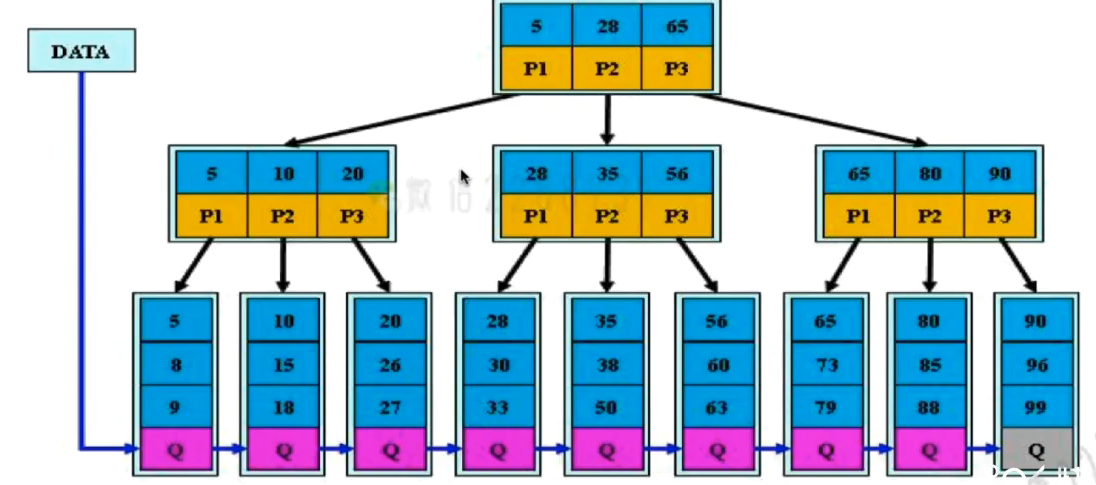 5 28 65
DATA
P1 P2 P3
5 10 20
28 35 56
65 80 90
P1 P2 P3
P1 P2 P3
P1 P2 P3
5 10 20 28 35 56 65 80 90
8 15 26 30 38 60 73 85 96
9 18 27 33 50 63 79 88 99
Q Q Q Q Q Q Q Q Q